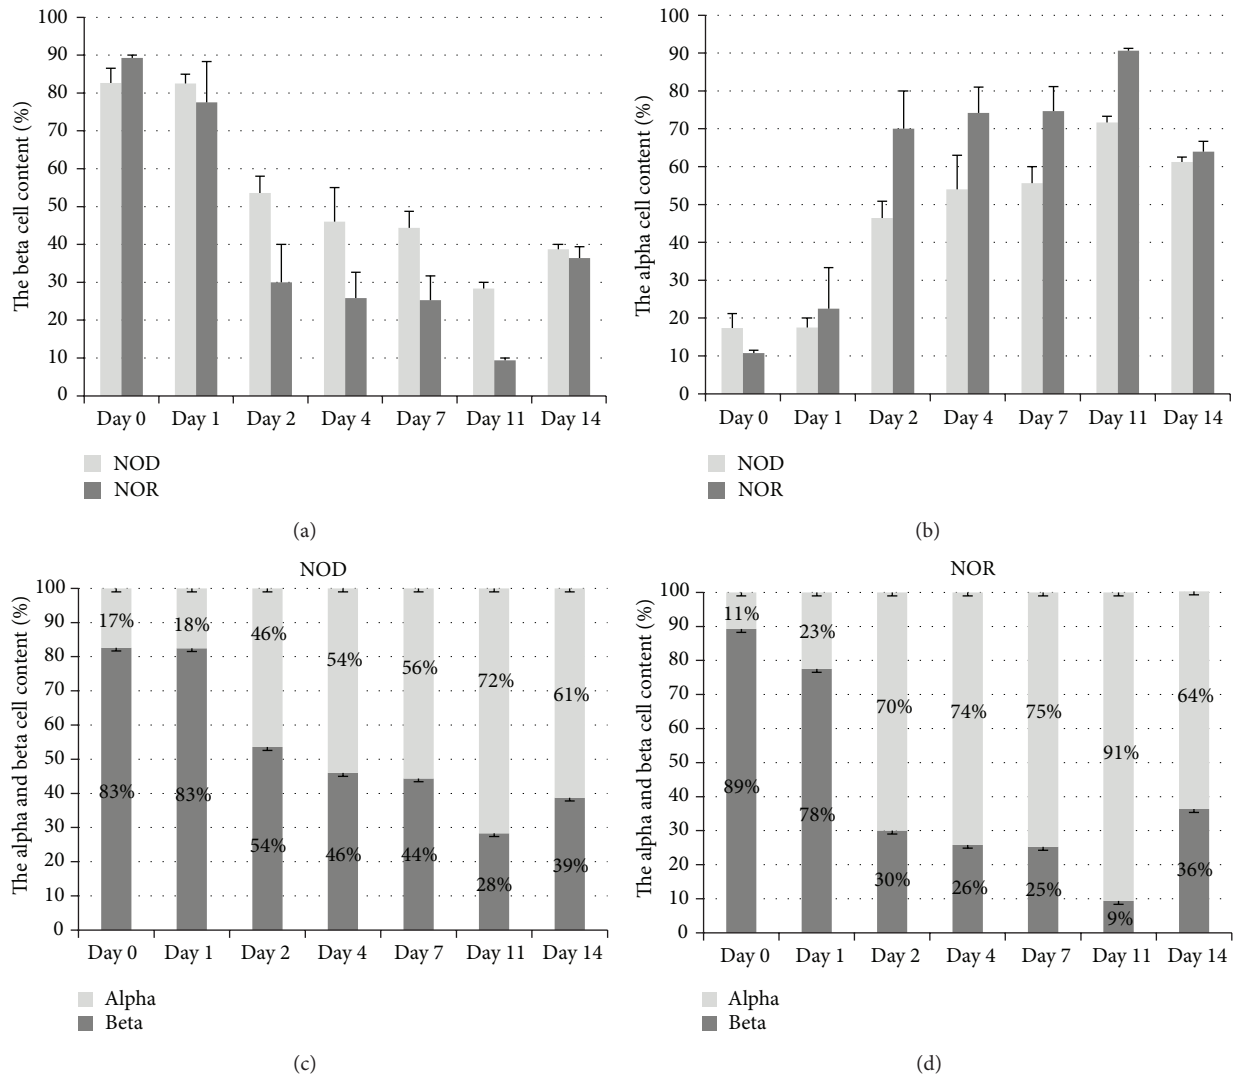 The beta cell content (%)
100
90
80
70
60
50
40
30
20
10
0
Day 0 Day 1 Day 2 Day 4 Day 7 Day 11 Day 14
NOD
NOR
(a)
The alpha cell content (%)
100
90
80
70
60
50
40
30
20
10
0
Day 0 Day 1 Day 2 Day 4 Day 7 Day 11 Day 14
NOD
NOR
(b)
NOD
The alpha and beta cell content (%)
100
90
80
70
60
50
40
30
20
10
0
17% 18% 46% 54% 56% 72% 61%
83% 83% 54% 46% 44% 28% 39%
Day 0 Day 1 Day 2 Day 4 Day 7 Day 11 Day 14
Alpha
Beta
(c)
NOR
The alpha and beta cell content (%)
100
90
80
70
60
50
40
30
20
10
0
11% 23% 70% 74% 75% 91% 64%
89% 78% 30% 26% 25% 9% 36%
Day 0 Day 1 Day 2 Day 4 Day 7 Day 11 Day 14
Alpha
Beta
(d)